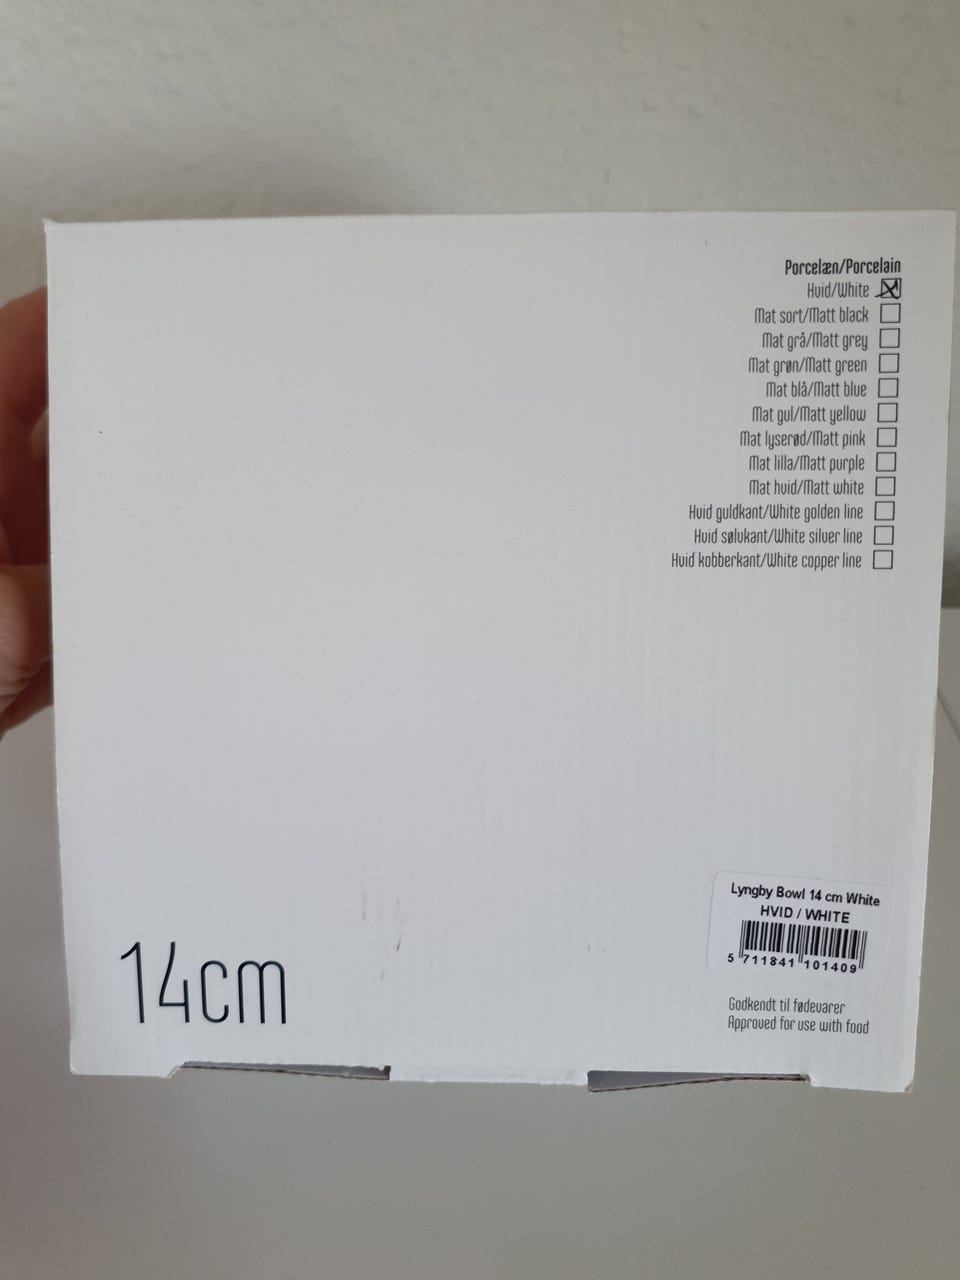 Porcelæn/Porcelain
Hvid/White
Mat sort/Matt black
Mat grå/Matt grey
Mat grøn/Matt green
Mat blå/Matt blue
Mat gul/Matt yellow
Mat lyserød/Matt pink
Mat lilla/Matt purple
Mat hvid/Matt white
Hvid guldkant/White golden line
Hvid sølvkant/White silver line
Hvid kobberkant/White copper line
Lyngby Bowl 14 cm White
HVID / WHITE
5 711841 101409
14cm
Godkendt til fødevarer
Approved for use with food